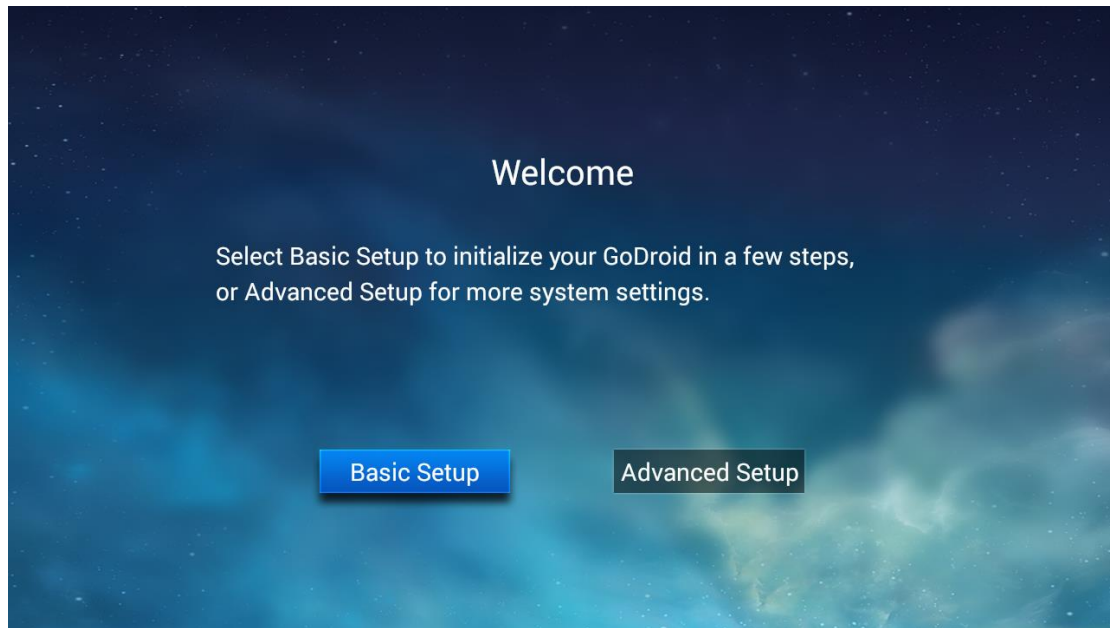 Welcome
Select Basic Setup to initialize your GoDroid in a few steps,
or Advanced Setup for more system settings.
Basic Setup
Advanced Setup